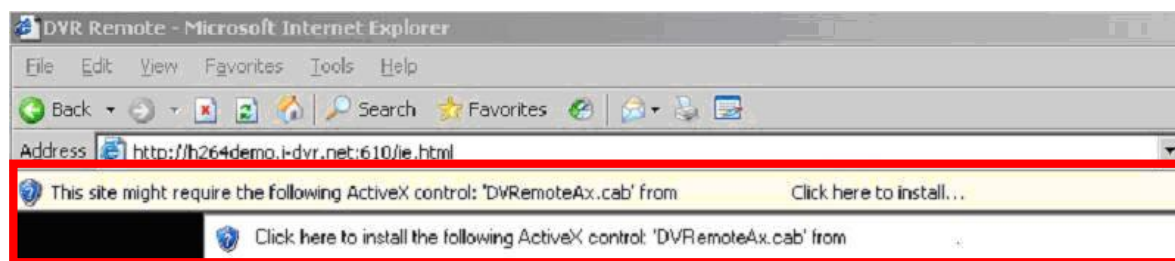 DVR Remote - Microsoft Internet Explorer
File Edit View Favorites Tools Help
Back Search Favorites
Address http://h264demo.i-dvr.net:610/ie.html
This site might require the following ActiveX control: 'DVRemoteAx.cab' from Click here to install...
Click here to install the following ActiveX control: 'DVRemoteAx.cab' from .